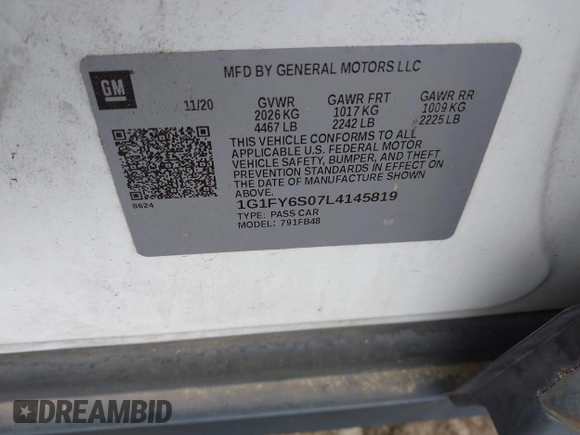 GM
MFD BY GENERAL MOTORS LLC
11/20 GVWR GAWR FRT GAWR RR
2026 KG 1017 KG 1009 KG
4467 LB 2242 LB 2225 LB
THIS VEHICLE CONFORMS TO ALL
APPLICABLE U.S. FEDERAL MOTOR
VEHICLE SAFETY, BUMPER, AND THEFT
PREVENTION STANDARDS IN EFFECT ON
THE DATE OF MANUFACTURE SHOWN
ABOVE.
8624
1G1FY6S07L4145819
TYPE: PASS CAR
MODEL: 791FB48
DREAMBID